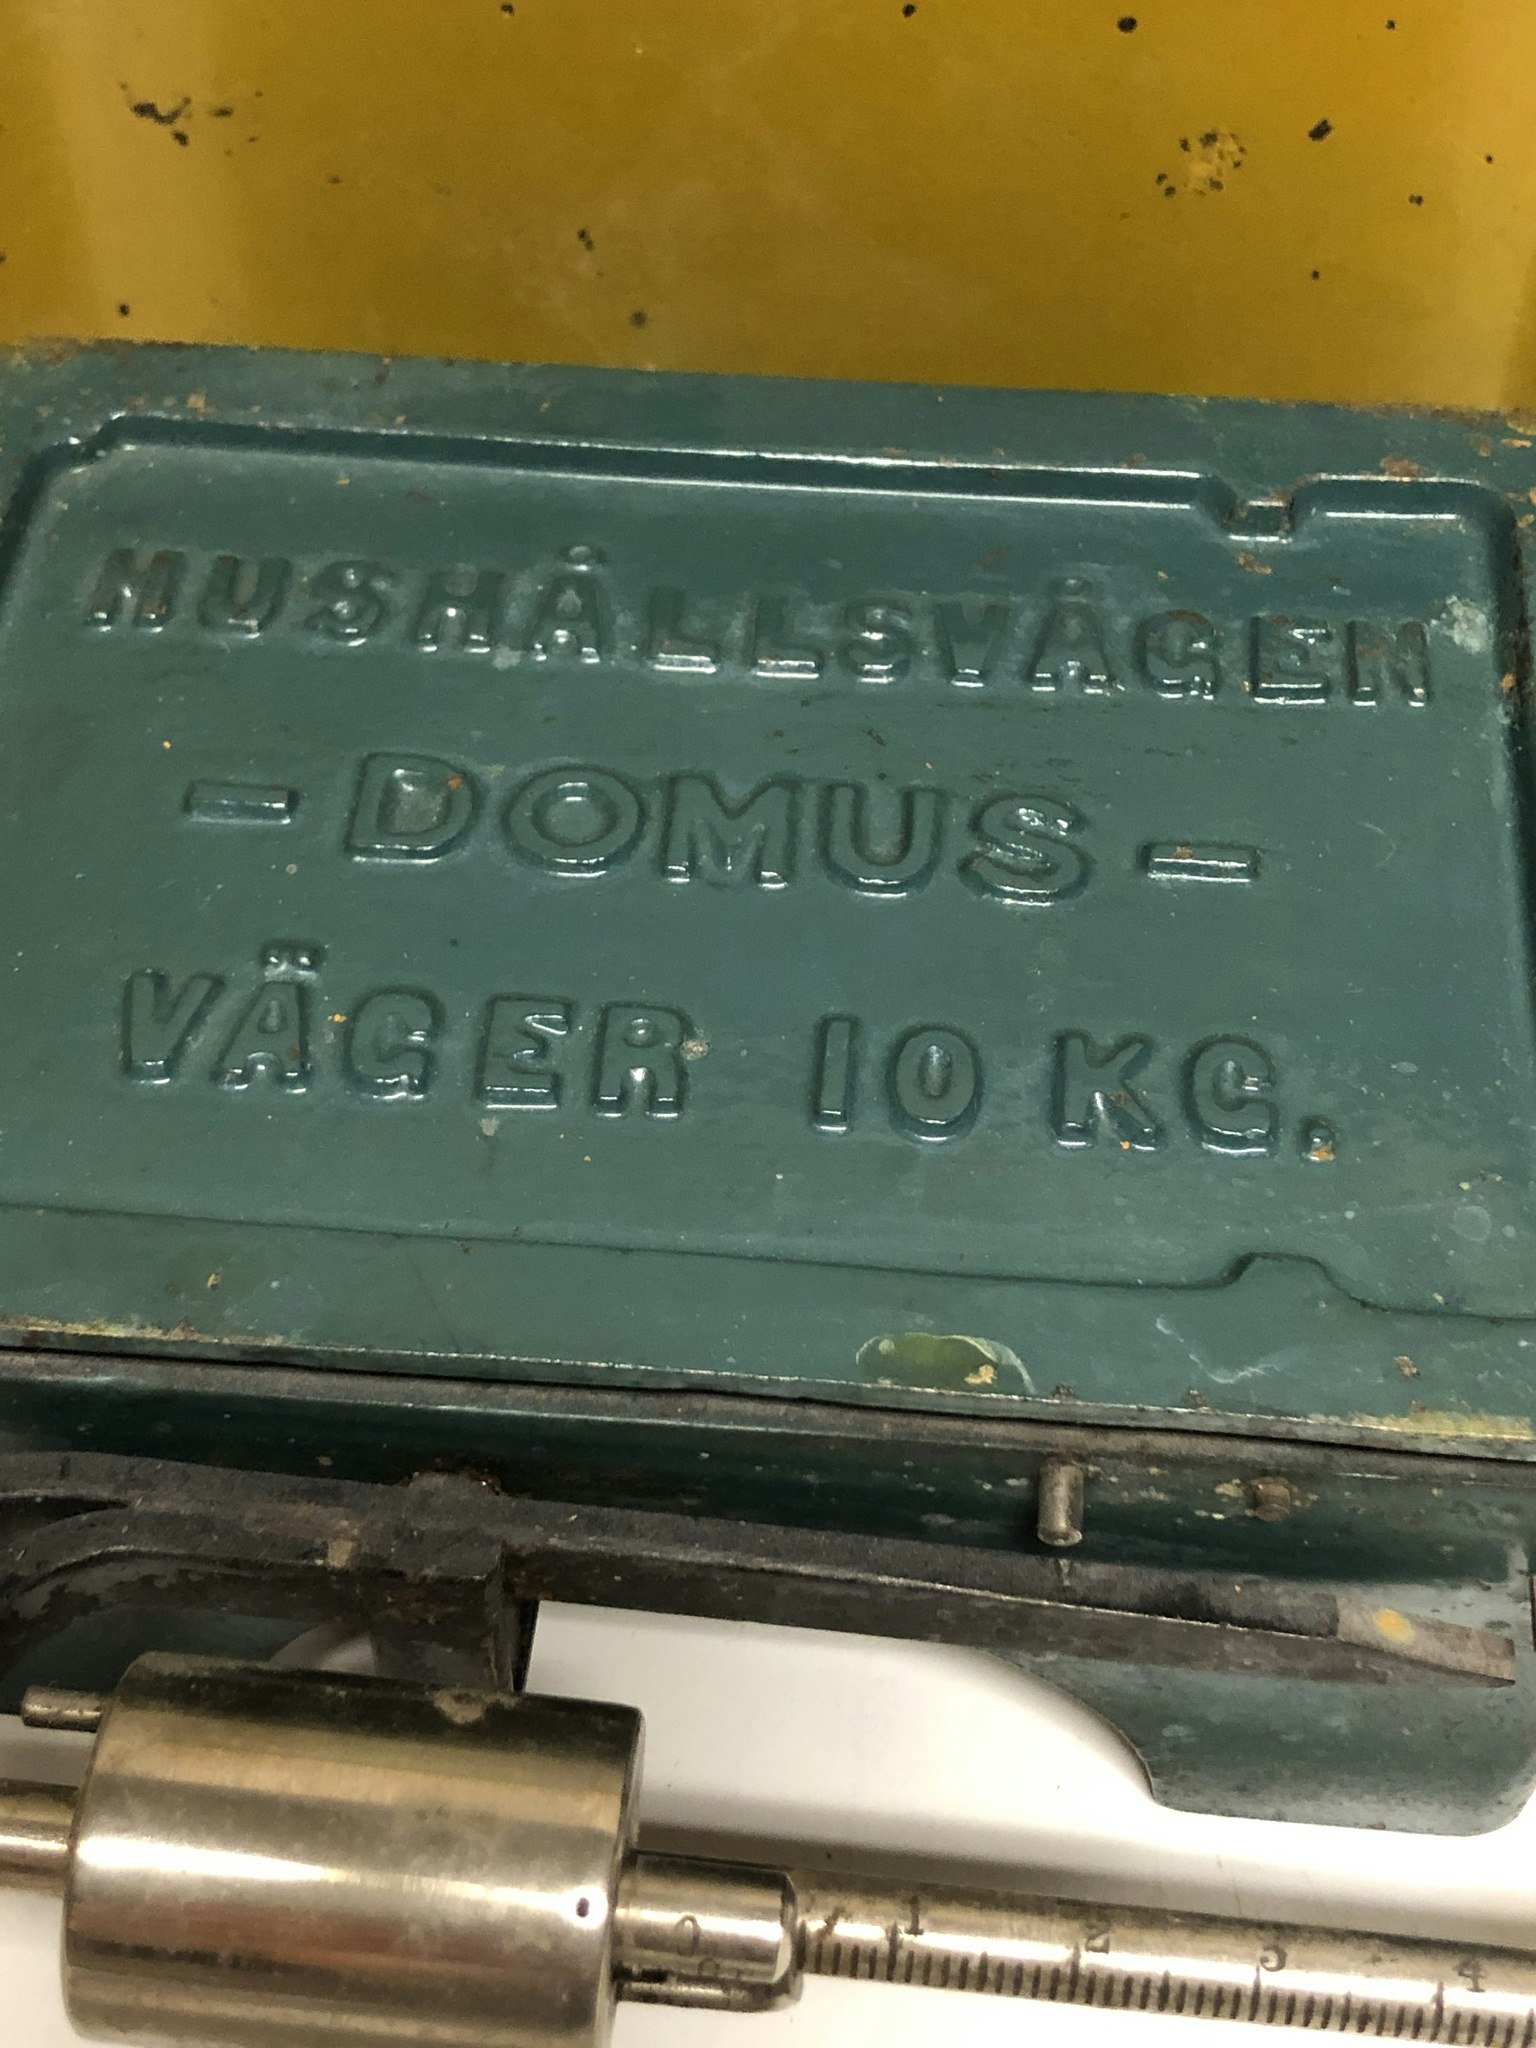 HUSHÅLLSVÅGEN
- DOMUS -
VÄGER 10 KG.
0 1 2 3 4